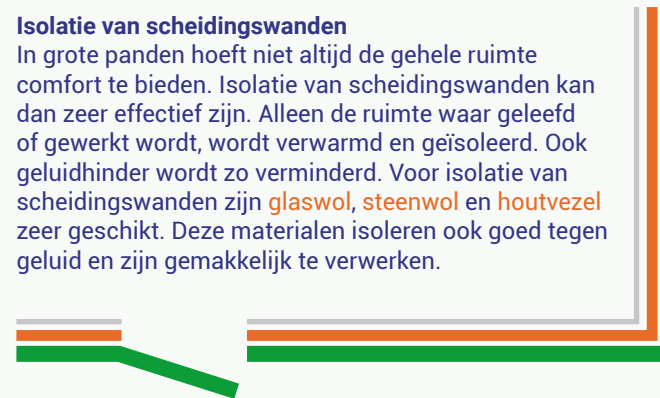 Isolatie van scheidingswanden
In grote panden hoeft niet altijd de gehele ruimte
comfort te bieden. Isolatie van scheidingswanden kan
dan zeer effectief zijn. Alleen de ruimte waar geleefd
of gewerkt wordt, wordt verwarmd en geïsoleerd. Ook
geluidhinder wordt zo verminderd. Voor isolatie van
scheidingswanden zijn glaswol, steenwol en houtvezel
zeer geschikt. Deze materialen isoleren ook goed tegen
geluid en zijn gemakkelijk te verwerken.